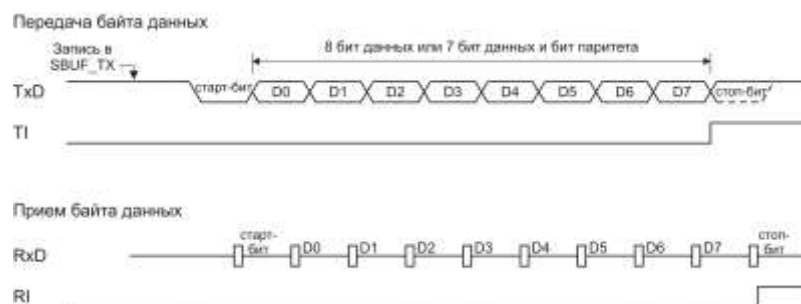 Передача байта данных
Запись в
SBUF_TX
8 бит данных или 7 бит данных и бит паритета
TxD
старт-бит D0 D1 D2 D3 D4 D5 D6 D7 стоп-бит
TI
Прием байта данных
старт-
бит
D0 D1 D2 D3 D4 D5 D6 D7
стоп-
бит
RxD
RI